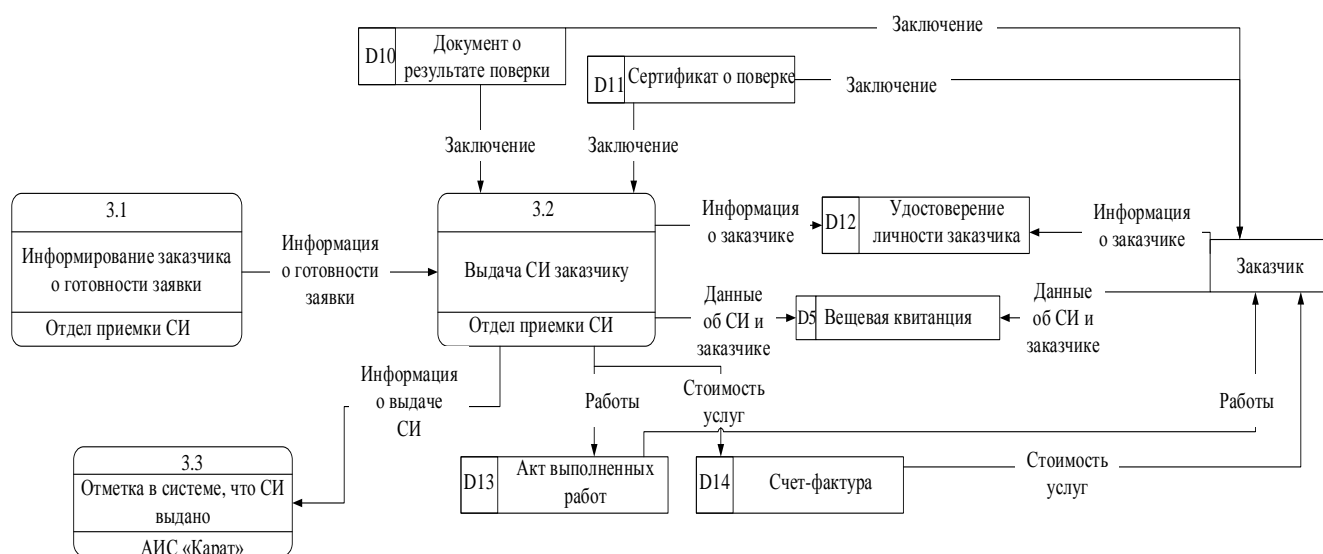 Заключение
D10
Документ о
результате поверки
D11
Сертификат о поверке
Заключение
Заключение
Заключение
3.1
Информирование заказчика
о готовности заявки
Отдел приемки СИ
Информация
о готовности
заявки
3.2
Выдача СИ заказчику
Отдел приемки СИ
Информация
о заказчике
D12
Удостоверение
личности заказчика
Информация
о заказчике
Заказчик
Данные
об СИ и
заказчике
D5
Вещевая квитанция
Данные
об СИ и
заказчике
Информация
о выдаче
СИ
Работы
Стоимость
услуг
Работы
3.3
Отметка в системе, что СИ
выдано
АИС «Карат»
D13
Акт выполненных
работ
D14
Счет-фактура
Стоимость
услуг